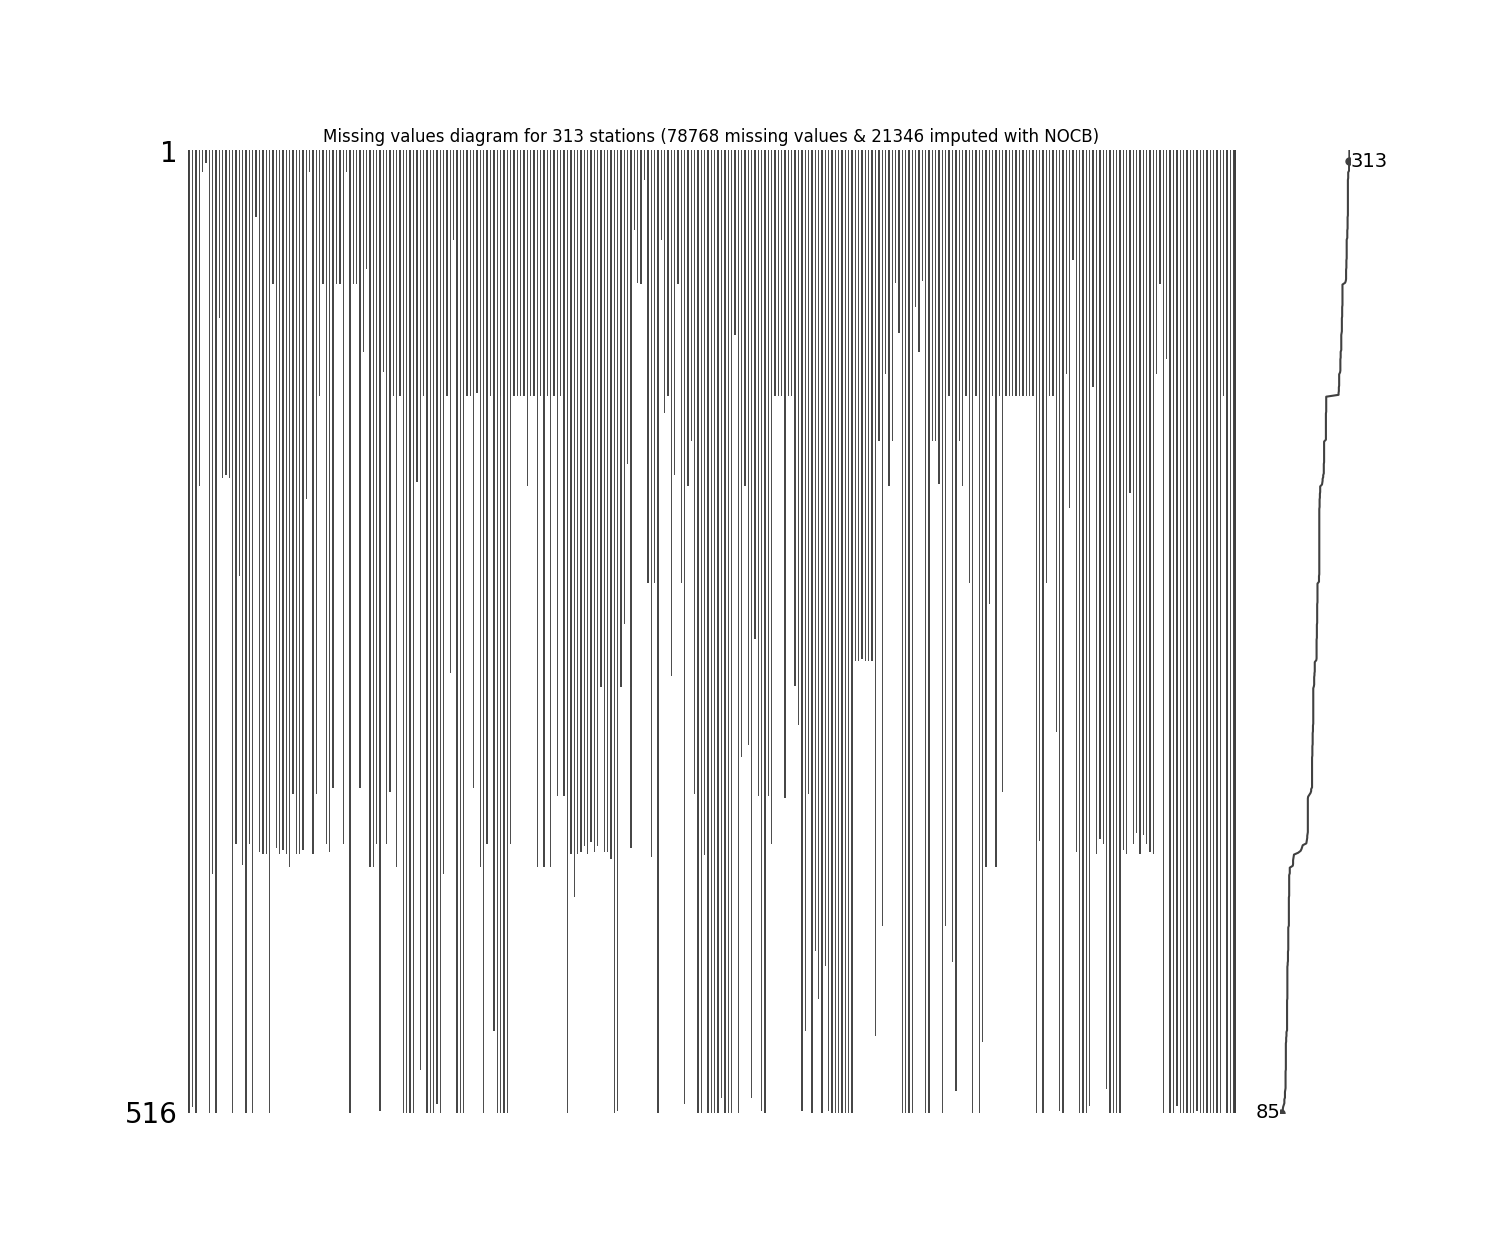 Missing values diagram for 313 stations (78768 missing values & 21346 imputed with NOCB)
1
313
516
85